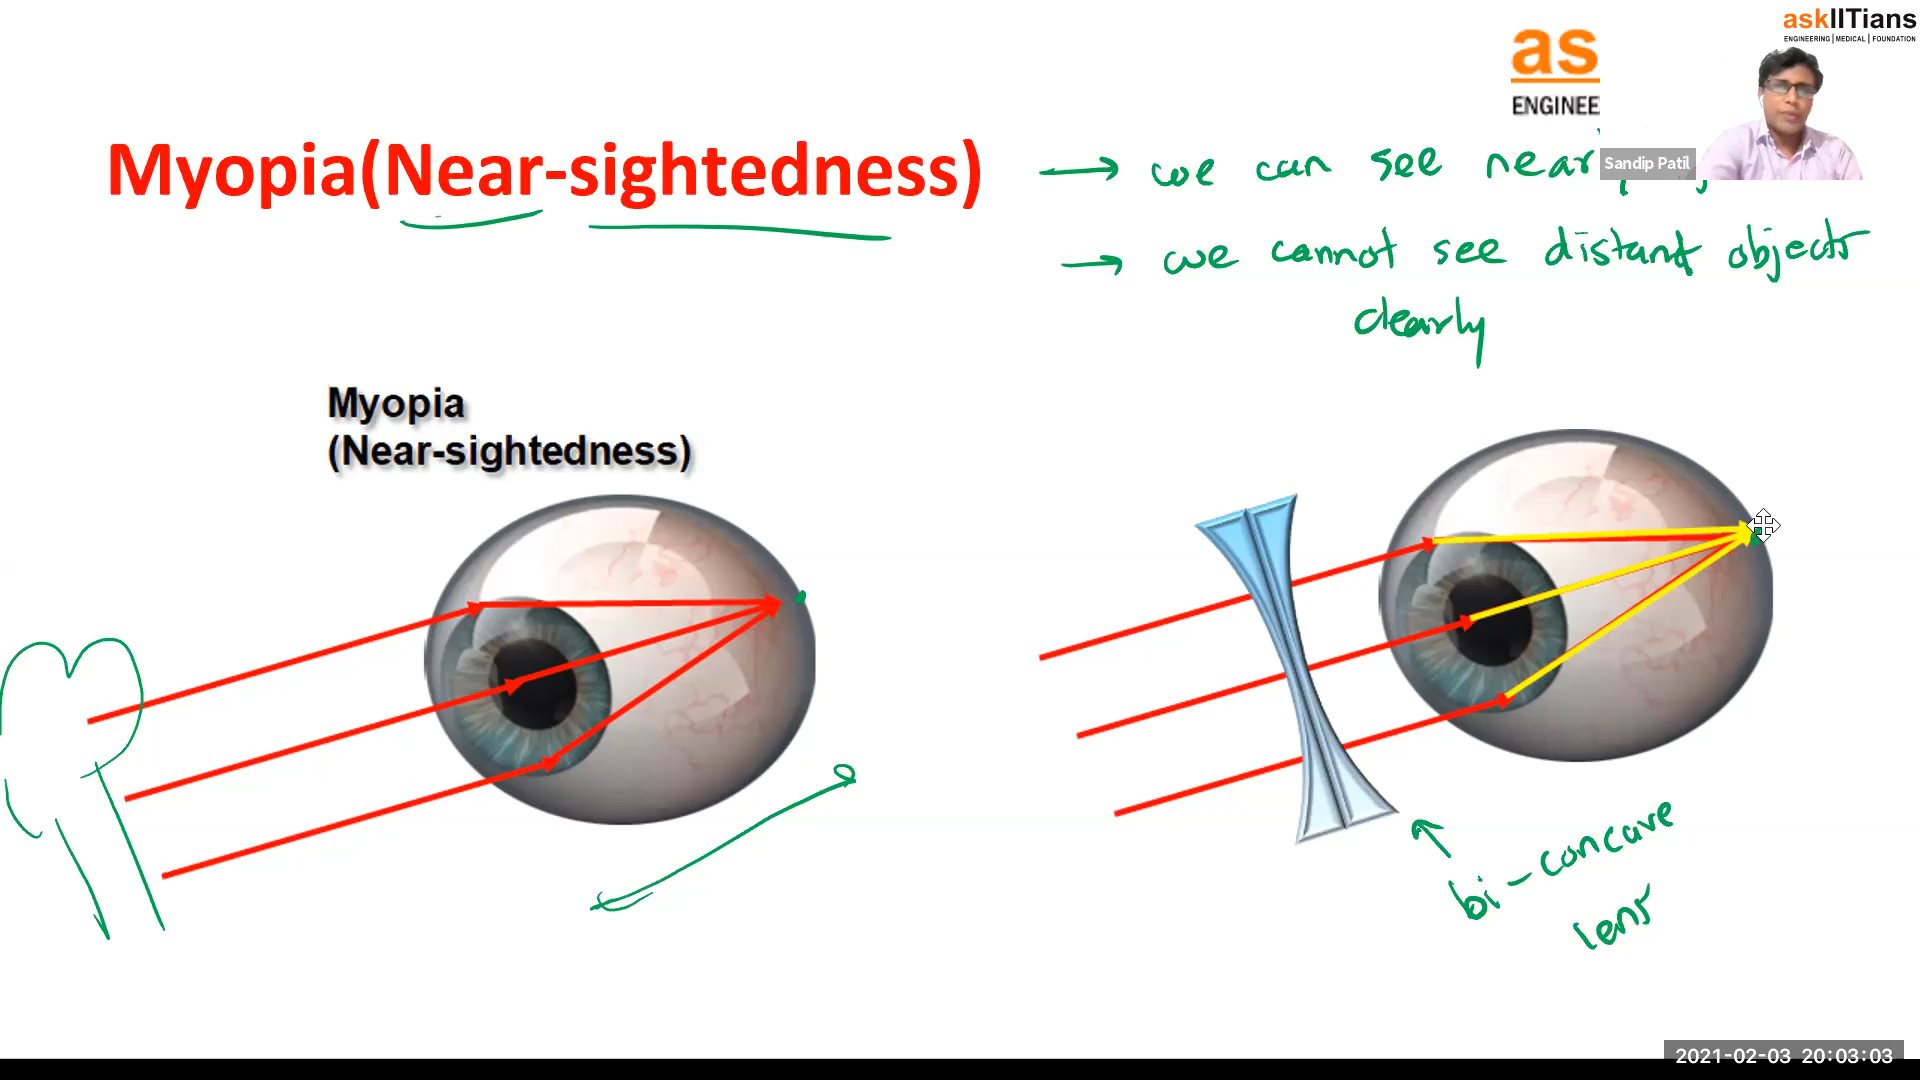 askIITians
ENGINEERING | MEDICAL | FOUNDATION
as
ENGINEE
Myopia(Near-sightedness)
→ we can see near
Sandip Patil
→ we cannot see distant objects
clearly
Myopia
(Near-sightedness)
bi-concave
lens
2021-02-03 20:03:03